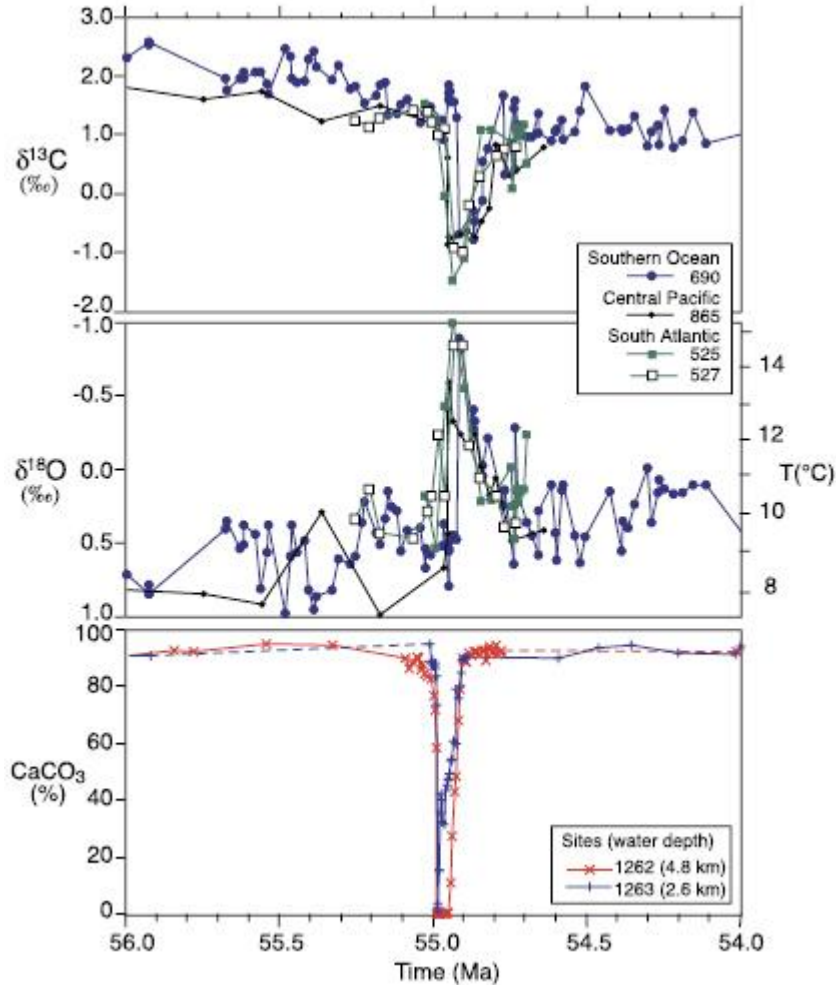 3.0
2.0
1.0
0.0
-1.0
-2.0
δ¹³C
(‰)
Southern Ocean
690
Central Pacific
865
South Atlantic
525
527
-1.0
-0.5
0.0
0.5
1.0
δ¹⁸O
(‰)
14
12
10
8
T(°C)
100
80
60
40
20
0
CaCO₃
(%)
Sites (water depth)
1262 (4.8 km)
1263 (2.6 km)
56.0 55.5 55.0 54.5 54.0
Time (Ma)